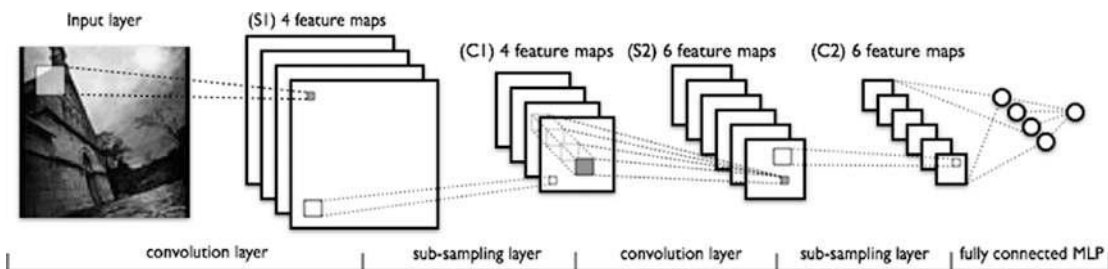 Input layer
(S1) 4 feature maps
(C1) 4 feature maps
(S2) 6 feature maps
(C2) 6 feature maps
convolution layer
sub-sampling layer
convolution layer
sub-sampling layer
fully connected MLP